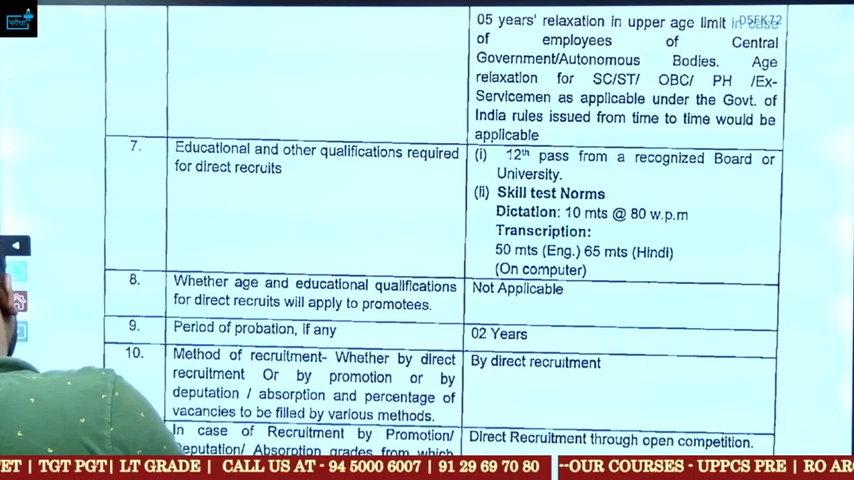 परीक्षा
05 years' relaxation in upper age limit in case
D5EK72
of employees of Central
Government/Autonomous Bodies. Age
relaxation for SC/ST/ OBC/ PH /Ex-
Servicemen as applicable under the Govt. of
India rules issued from time to time would be
applicable
7. Educational and other qualifications required
for direct recruits
(i) 12th pass from a recognized Board or
University.
(ii) Skill test Norms
Dictation: 10 mts @ 80 w.p.m
Transcription:
50 mts (Eng.) 65 mts (Hindi)
(On computer)
8. Whether age and educational qualifications
for direct recruits will apply to promotees.
Not Applicable
9. Period of probation, if any
02 Years
10. Method of recruitment- Whether by direct
recruitment Or by promotion or by
deputation / absorption and percentage of
vacancies to be filled by various methods.
By direct recruitment
In case of Recruitment by Promotion/
Deputation/ Absorption grades from which
Direct Recruitment through open competition.
ET | TGT PGT| LT GRADE | CALL US AT - 94 5000 6007 | 91 29 69 70 80
--OUR COURSES - UPPCS PRE | RO AR